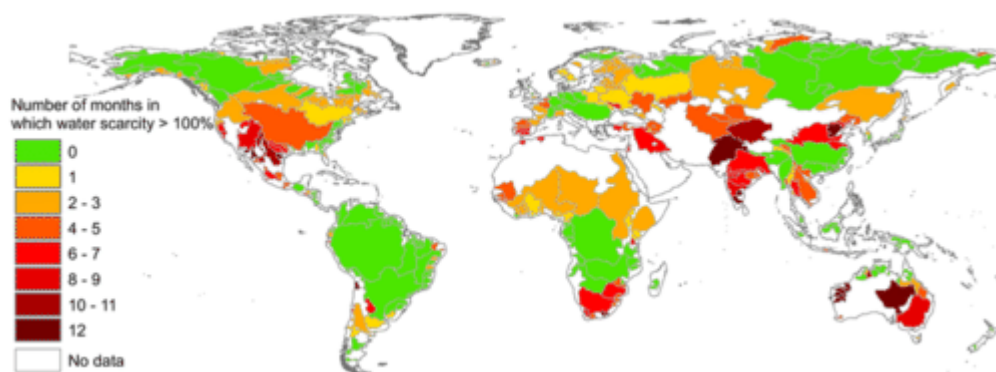 Number of months in
which water scarcity > 100%
0
1
2 - 3
4 - 5
6 - 7
8 - 9
10 - 11
12
No data